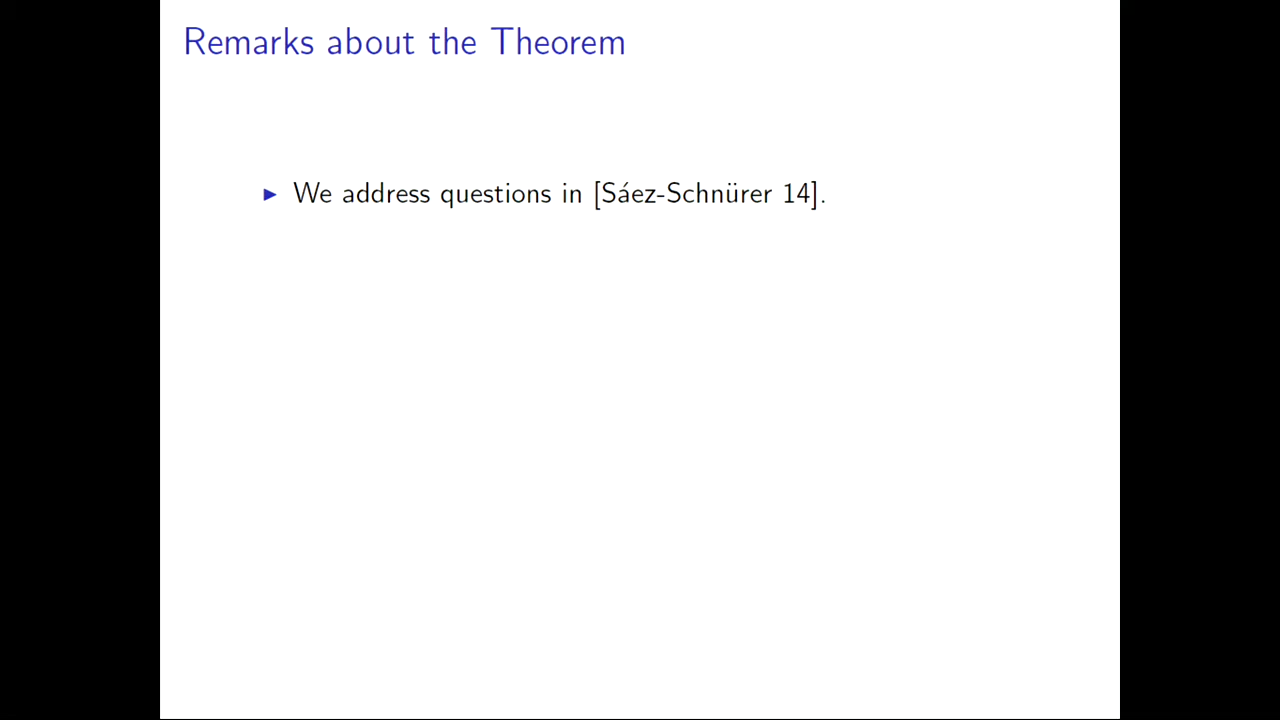 Remarks about the Theorem
▶ We address questions in [Sáez-Schnürer 14].